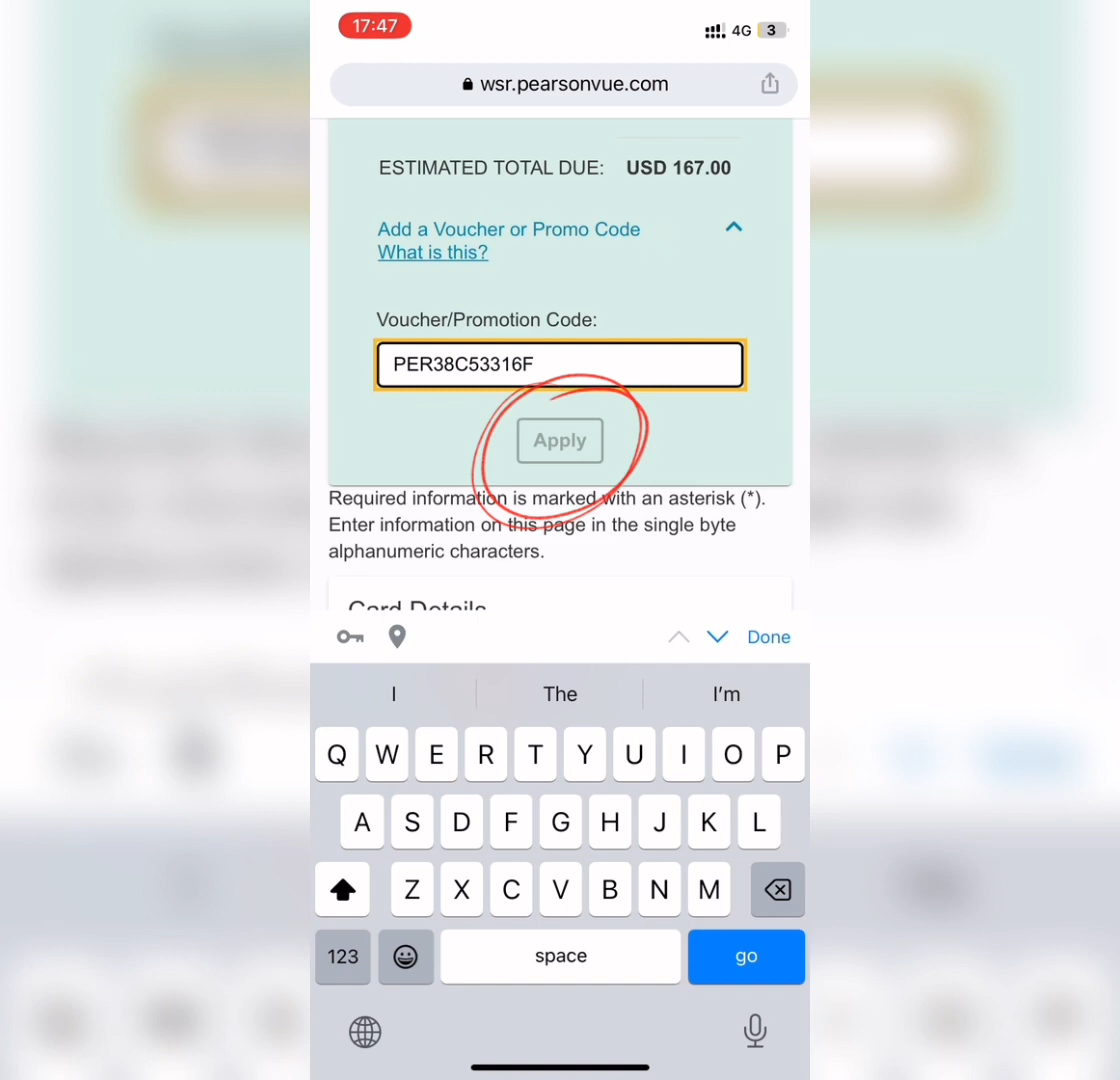 17:47
4G 3
wsr.pearsonvue.com
ESTIMATED TOTAL DUE: USD 167.00
Add a Voucher or Promo Code
What is this?
Voucher/Promotion Code:
PER38C53316F
Apply
Required information is marked with an asterisk (*).
Enter information on this page in the single byte
alphanumeric characters.
Card Details
Done
I The I'm
Q W E R T Y U I O P
A S D F G H J K L
Z X C V B N M
123 space go